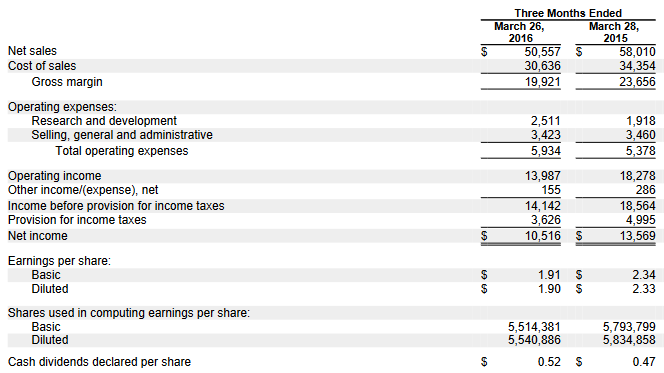 Three Months Ended
March 26, March 28,
2016 2015
Net sales $ 50,557 $ 58,010
Cost of sales 30,636 34,354
Gross margin 19,921 23,656
Operating expenses:
Research and development 2,511 1,918
Selling, general and administrative 3,423 3,460
Total operating expenses 5,934 5,378
Operating income 13,987 18,278
Other income/(expense), net 155 286
Income before provision for income taxes 14,142 18,564
Provision for income taxes 3,626 4,995
Net income $ 10,516 $ 13,569
Earnings per share:
Basic $ 1.91 $ 2.34
Diluted $ 1.90 $ 2.33
Shares used in computing earnings per share:
Basic 5,514,381 5,793,799
Diluted 5,540,886 5,834,858
Cash dividends declared per share $ 0.52 $ 0.47